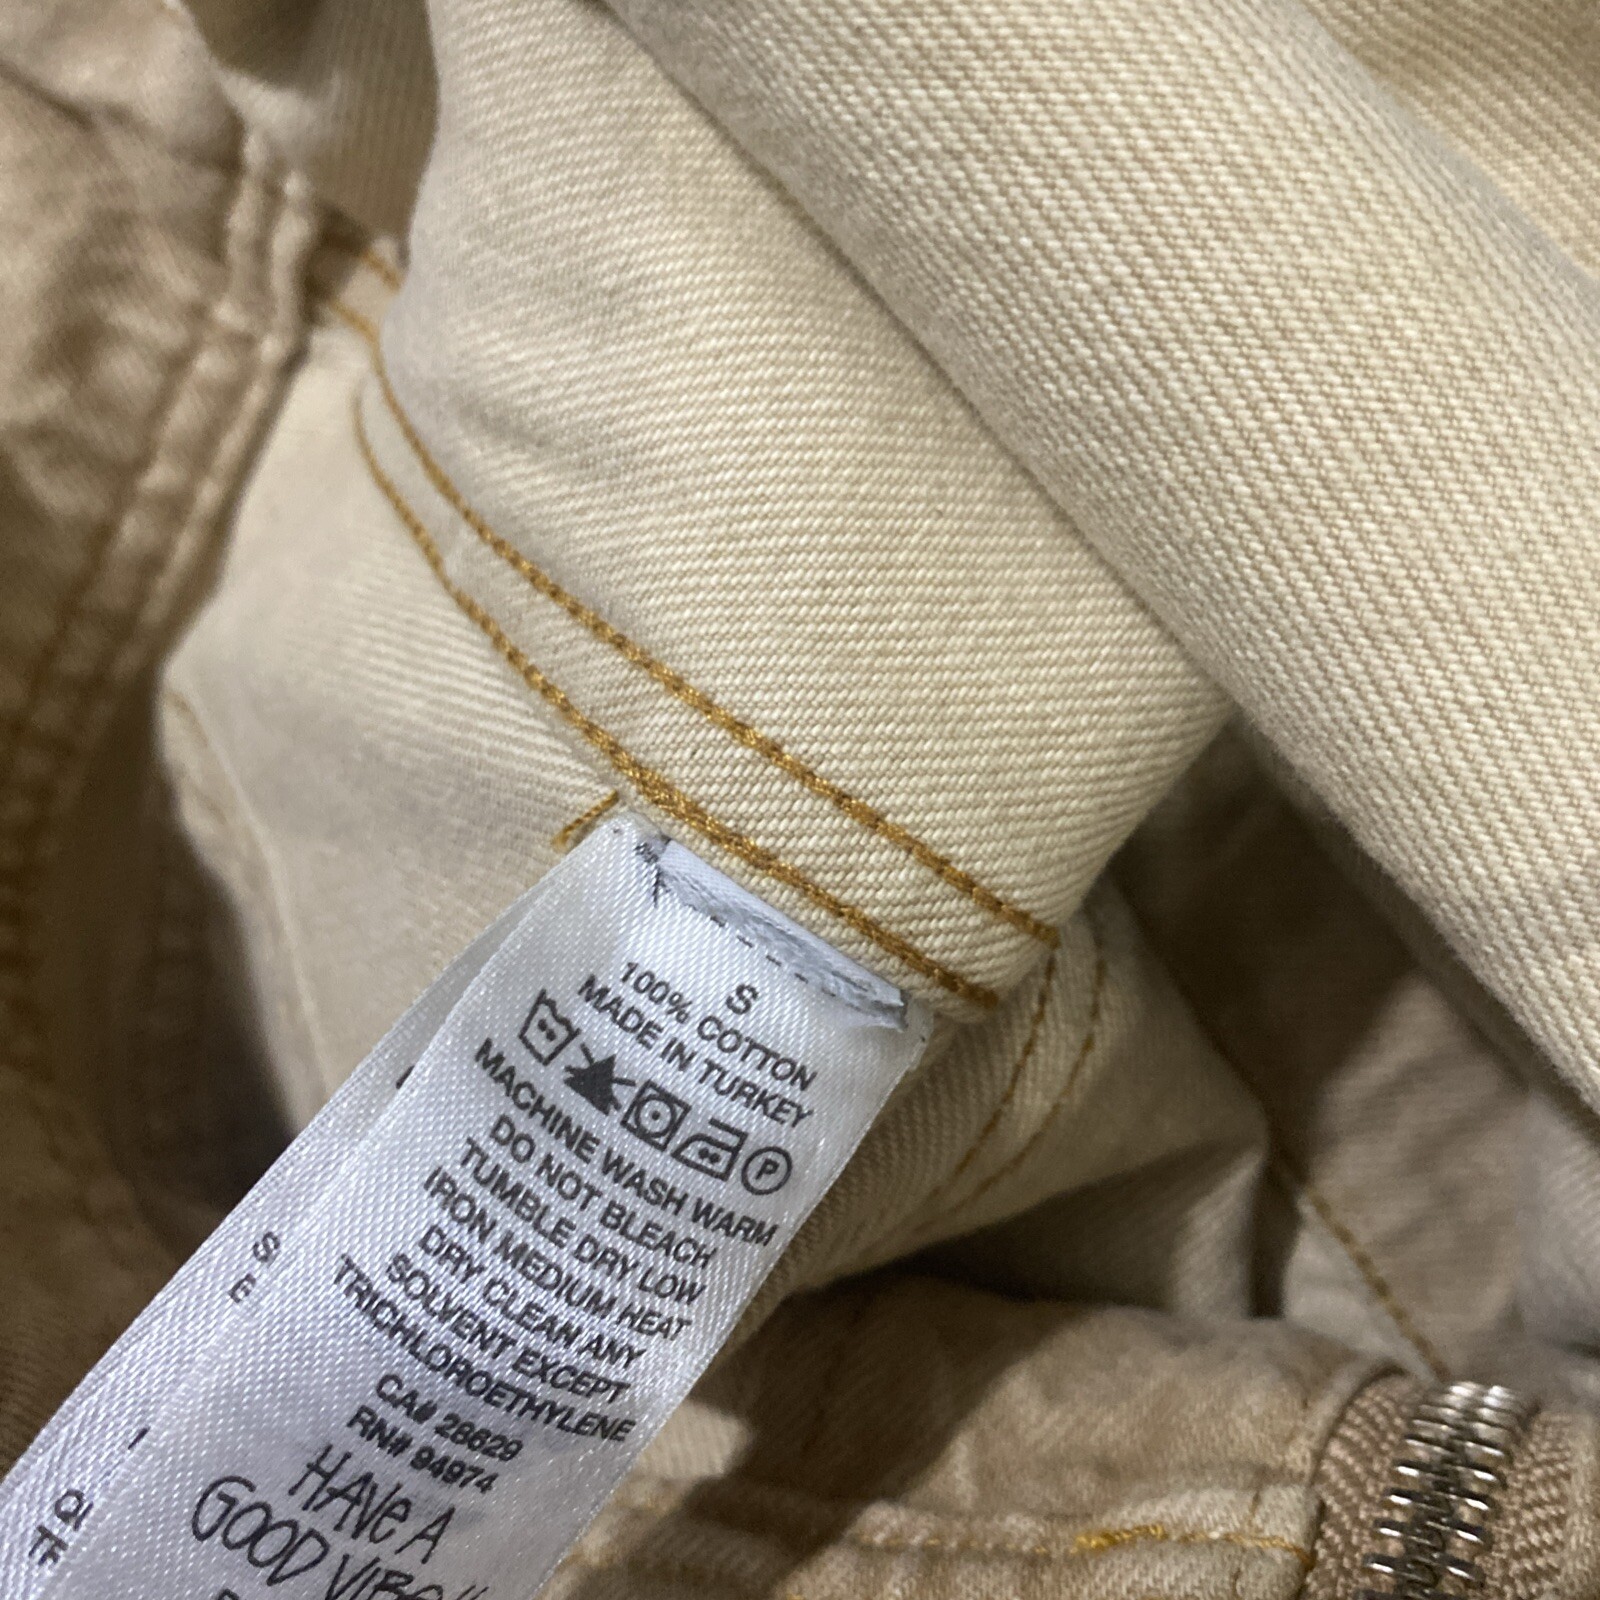 S
100% COTTON
MADE IN TURKEY
P
MACHINE WASH WARM
DO NOT BLEACH
TUMBLE DRY LOW
IRON MEDIUM HEAT
DRY CLEAN ANY
SOLVENT EXCEPT
TRICHLOROETHYLENE
CA# 28629
RN# 94974
HAVE A
GOOD
S
E